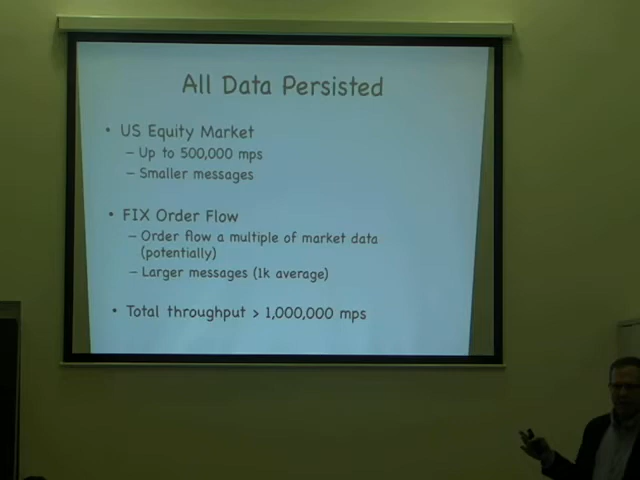 All Data Persisted
• US Equity Market
– Up to 500,000 mps
– Smaller messages
• FIX Order Flow
– Order flow a multiple of market data
(potentially)
– Larger messages (1k average)
• Total throughput > 1,000,000 mps